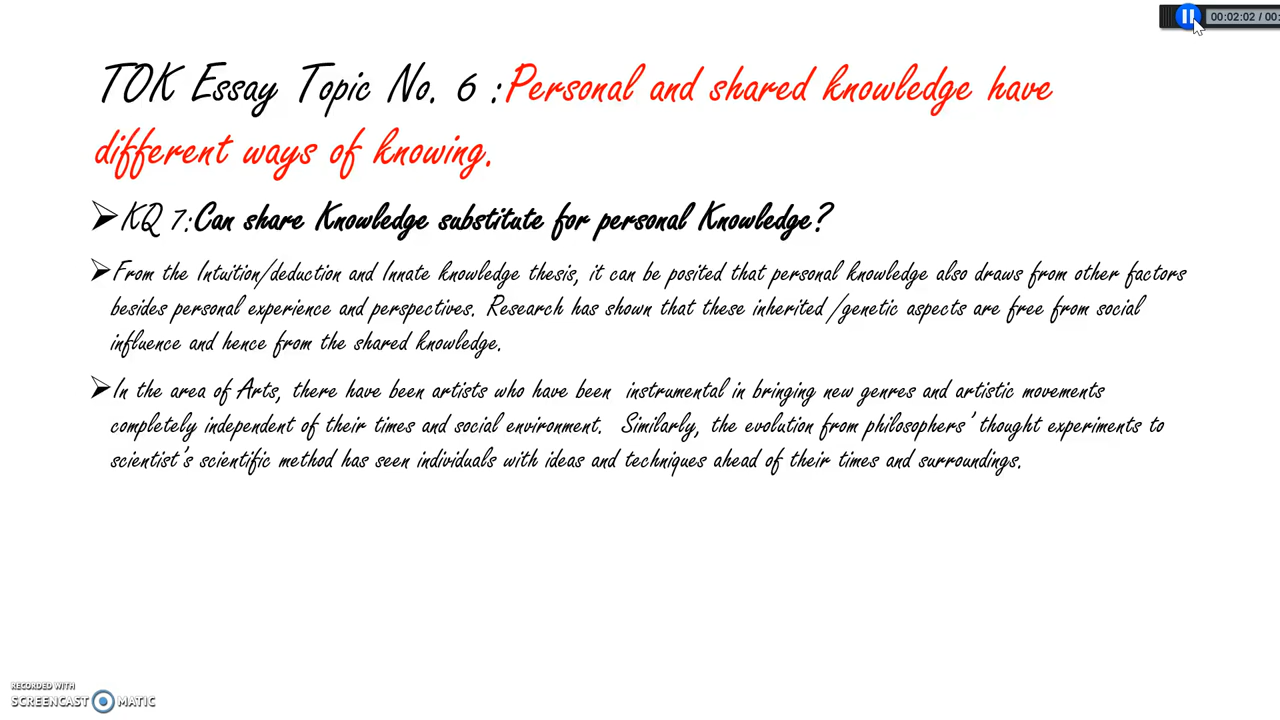 00:02:02 / 00:
TOK Essay Topic No. 6 :Personal and shared knowledge have
different ways of knowing.
KQ 7:Can share Knowledge substitute for personal Knowledge?
From the Intuition/deduction and Innate knowledge thesis, it can be posited that personal knowledge also draws from other factors
besides personal experience and perspectives. Research has shown that these inherited /genetic aspects are free from social
influence and hence from the shared knowledge.
In the area of Arts, there have been artists who have been instrumental in bringing new genres and artistic movements
completely independent of their times and social environment. Similarly, the evolution from philosophers' thought experiments to
scientist's scientific method has seen individuals with ideas and techniques ahead of their times and surroundings.
RECORDED WITH
SCREENCAST MATIC